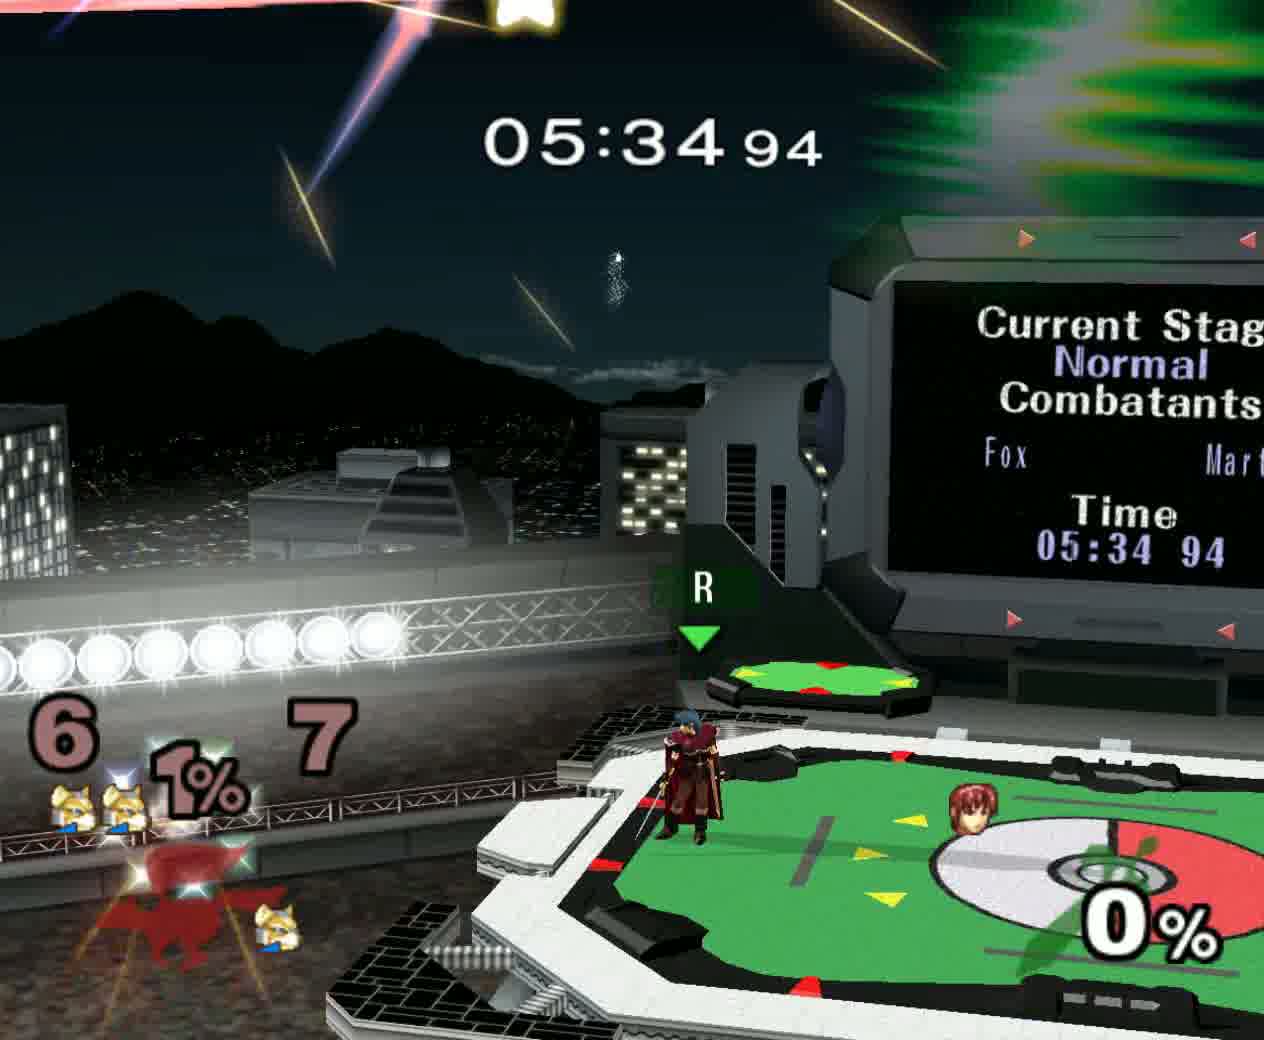 05:34 94
Current Stag
Normal
Combatants
Fox Mart
Time
05:34 94
R
6 1% 7
0%